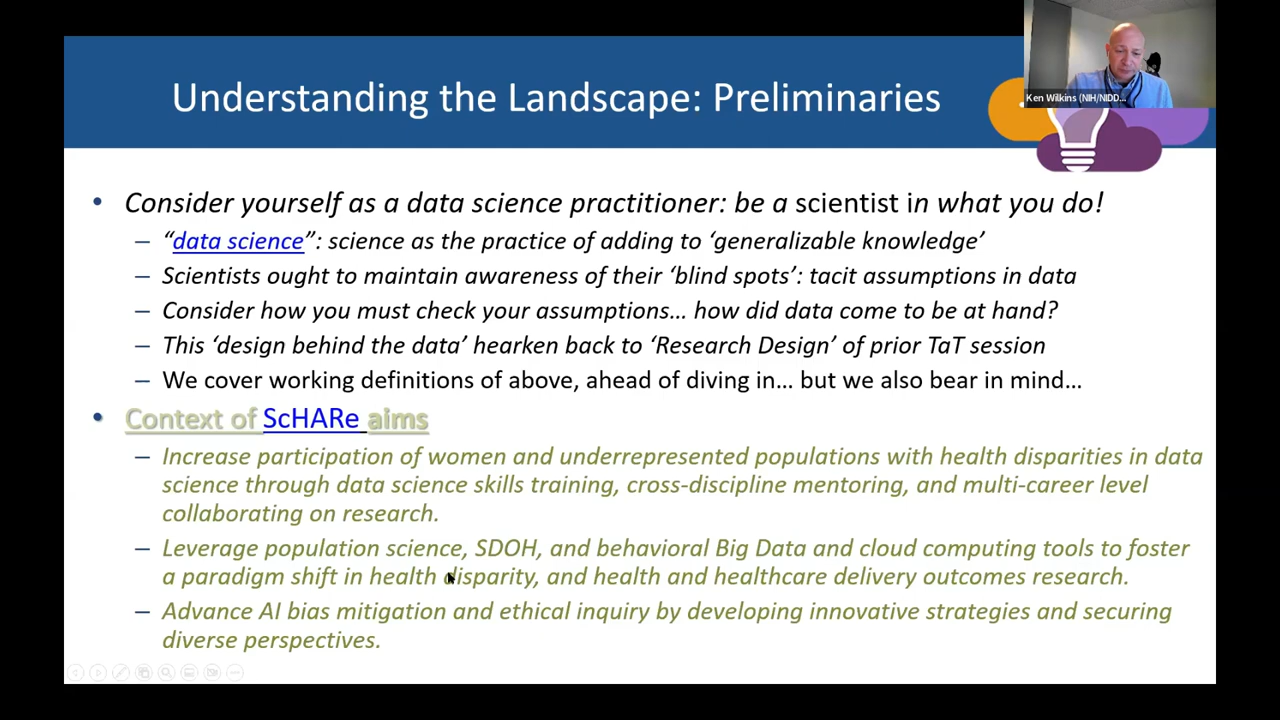 Understanding the Landscape: Preliminaries
Ken Wilkins (NIH/NIDD...
• Consider yourself as a data science practitioner: be a scientist in what you do!
– “data science”: science as the practice of adding to ‘generalizable knowledge’
– Scientists ought to maintain awareness of their ‘blind spots’: tacit assumptions in data
– Consider how you must check your assumptions… how did data come to be at hand?
– This ‘design behind the data’ hearken back to ‘Research Design’ of prior TaT session
– We cover working definitions of above, ahead of diving in… but we also bear in mind…
• Context of ScHARe aims
– Increase participation of women and underrepresented populations with health disparities in data
science through data science skills training, cross-discipline mentoring, and multi-career level
collaborating on research.
– Leverage population science, SDOH, and behavioral Big Data and cloud computing tools to foster
a paradigm shift in health disparity, and health and healthcare delivery outcomes research.
– Advance AI bias mitigation and ethical inquiry by developing innovative strategies and securing
diverse perspectives.